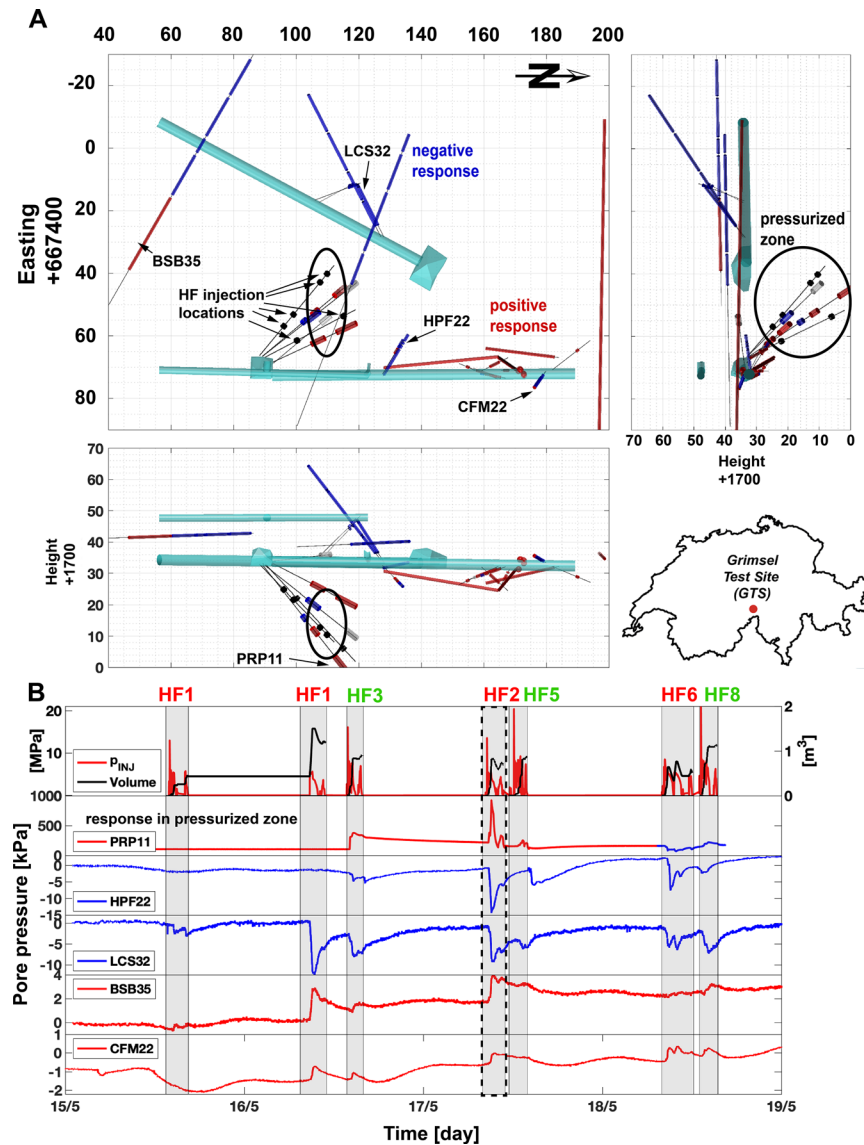 A
40 60 80 100 120 140 160 180 200
N
-20
0
20
40
60
80
Easting
+667400
LCS32
negative
response
BSB35
HF injection
locations
HPF22
positive
response
CFM22
pressurized
zone
70 60 50 40 30 20 10 0
Height
+1700
70
60
50
40
30
20
10
0
Height
+1700
PRP11
Grimsel
Test Site
(GTS)
B
HF1 HF1 HF3 HF2 HF5 HF6 HF8
20
10
[MPa]
pINJ
Volume
2
1
0
[m³]
1000
500
response in pressurized zone
PRP11
0
-5
-10
-15
HPF22
0
-5
-10
LCS32
4
2
0
BSB35
1
0
-1
-2
CFM22
Pore pressure [kPa]
15/5 16/5 17/5 18/5 19/5
Time [day]